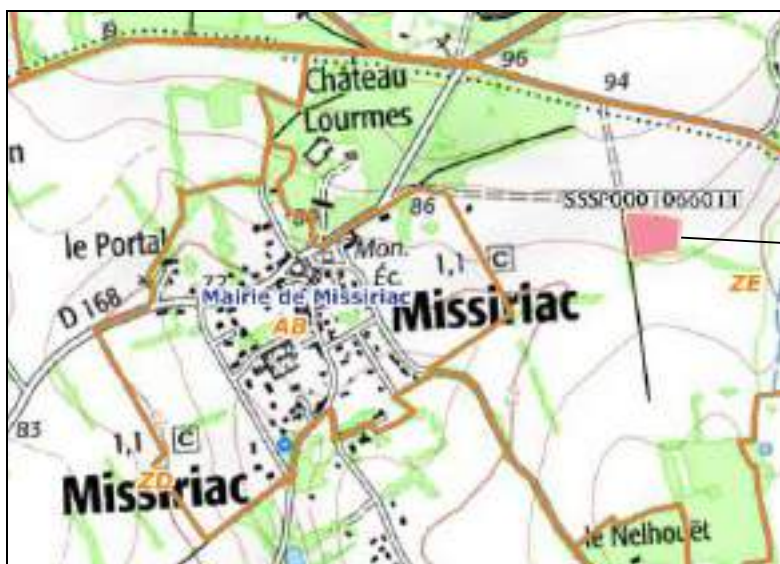 96
94
Château
Lourmes
86
le Portal
Mon.
Éc.
1,1 C
ZE
77
Mairie de Missiriac
D 168
AB
Missiriac
83
1,1 C
ZD
Missiriac
le Nelhouët